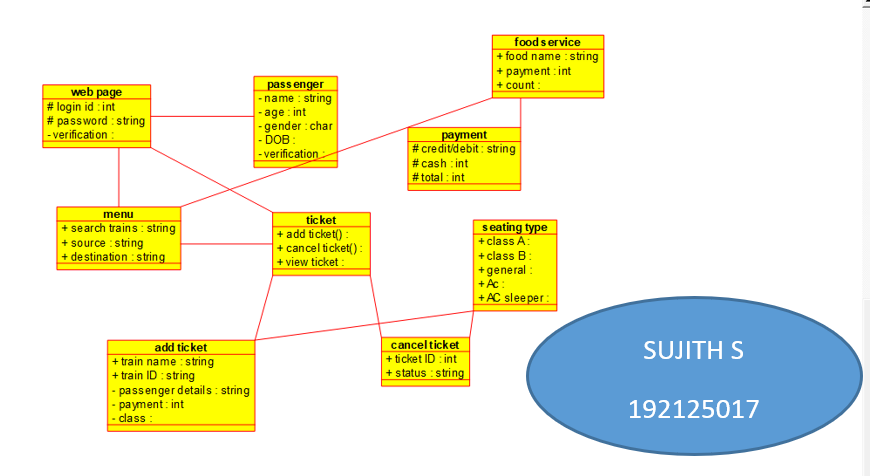 food service
+ food name : string
+ payment : int
+ count :
web page
# login id : int
# password : string
- verification :
passenger
- name : string
- age : int
- gender : char
- DOB :
- verification :
payment
# credit/debit : string
# cash : int
# total : int
menu
+ search trains : string
+ source : string
+ destination : string
ticket
+ add ticket() :
+ cancel ticket() :
+ view ticket :
seating type
+ class A :
+ class B :
+ general :
+ Ac :
+ AC sleeper :
add ticket
+ train name : string
+ train ID : string
- passenger details : string
- payment : int
- class :
cancel ticket
+ ticket ID : int
+ status : string
SUJITH S
192125017